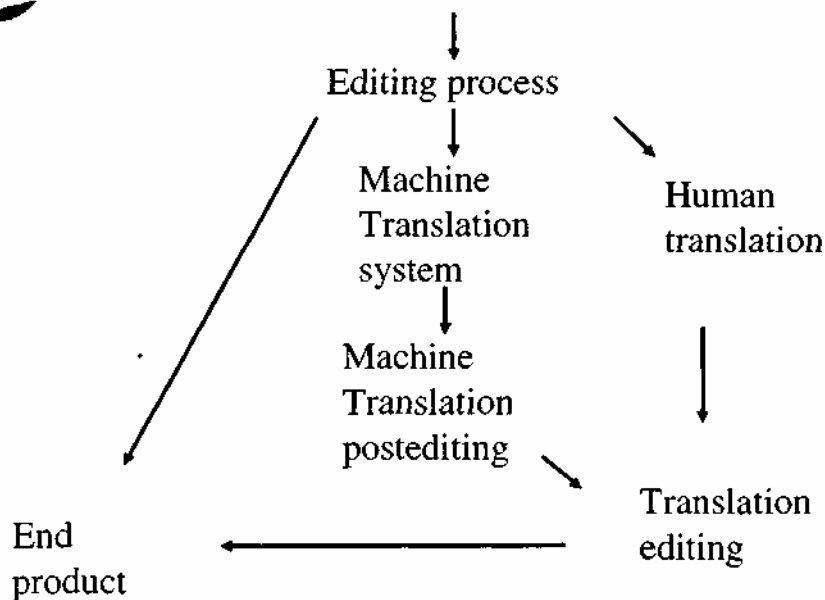 Editing process
Machine
Translation
system
Human
translation
Machine
Translation
postediting
Translation
editing
End
product